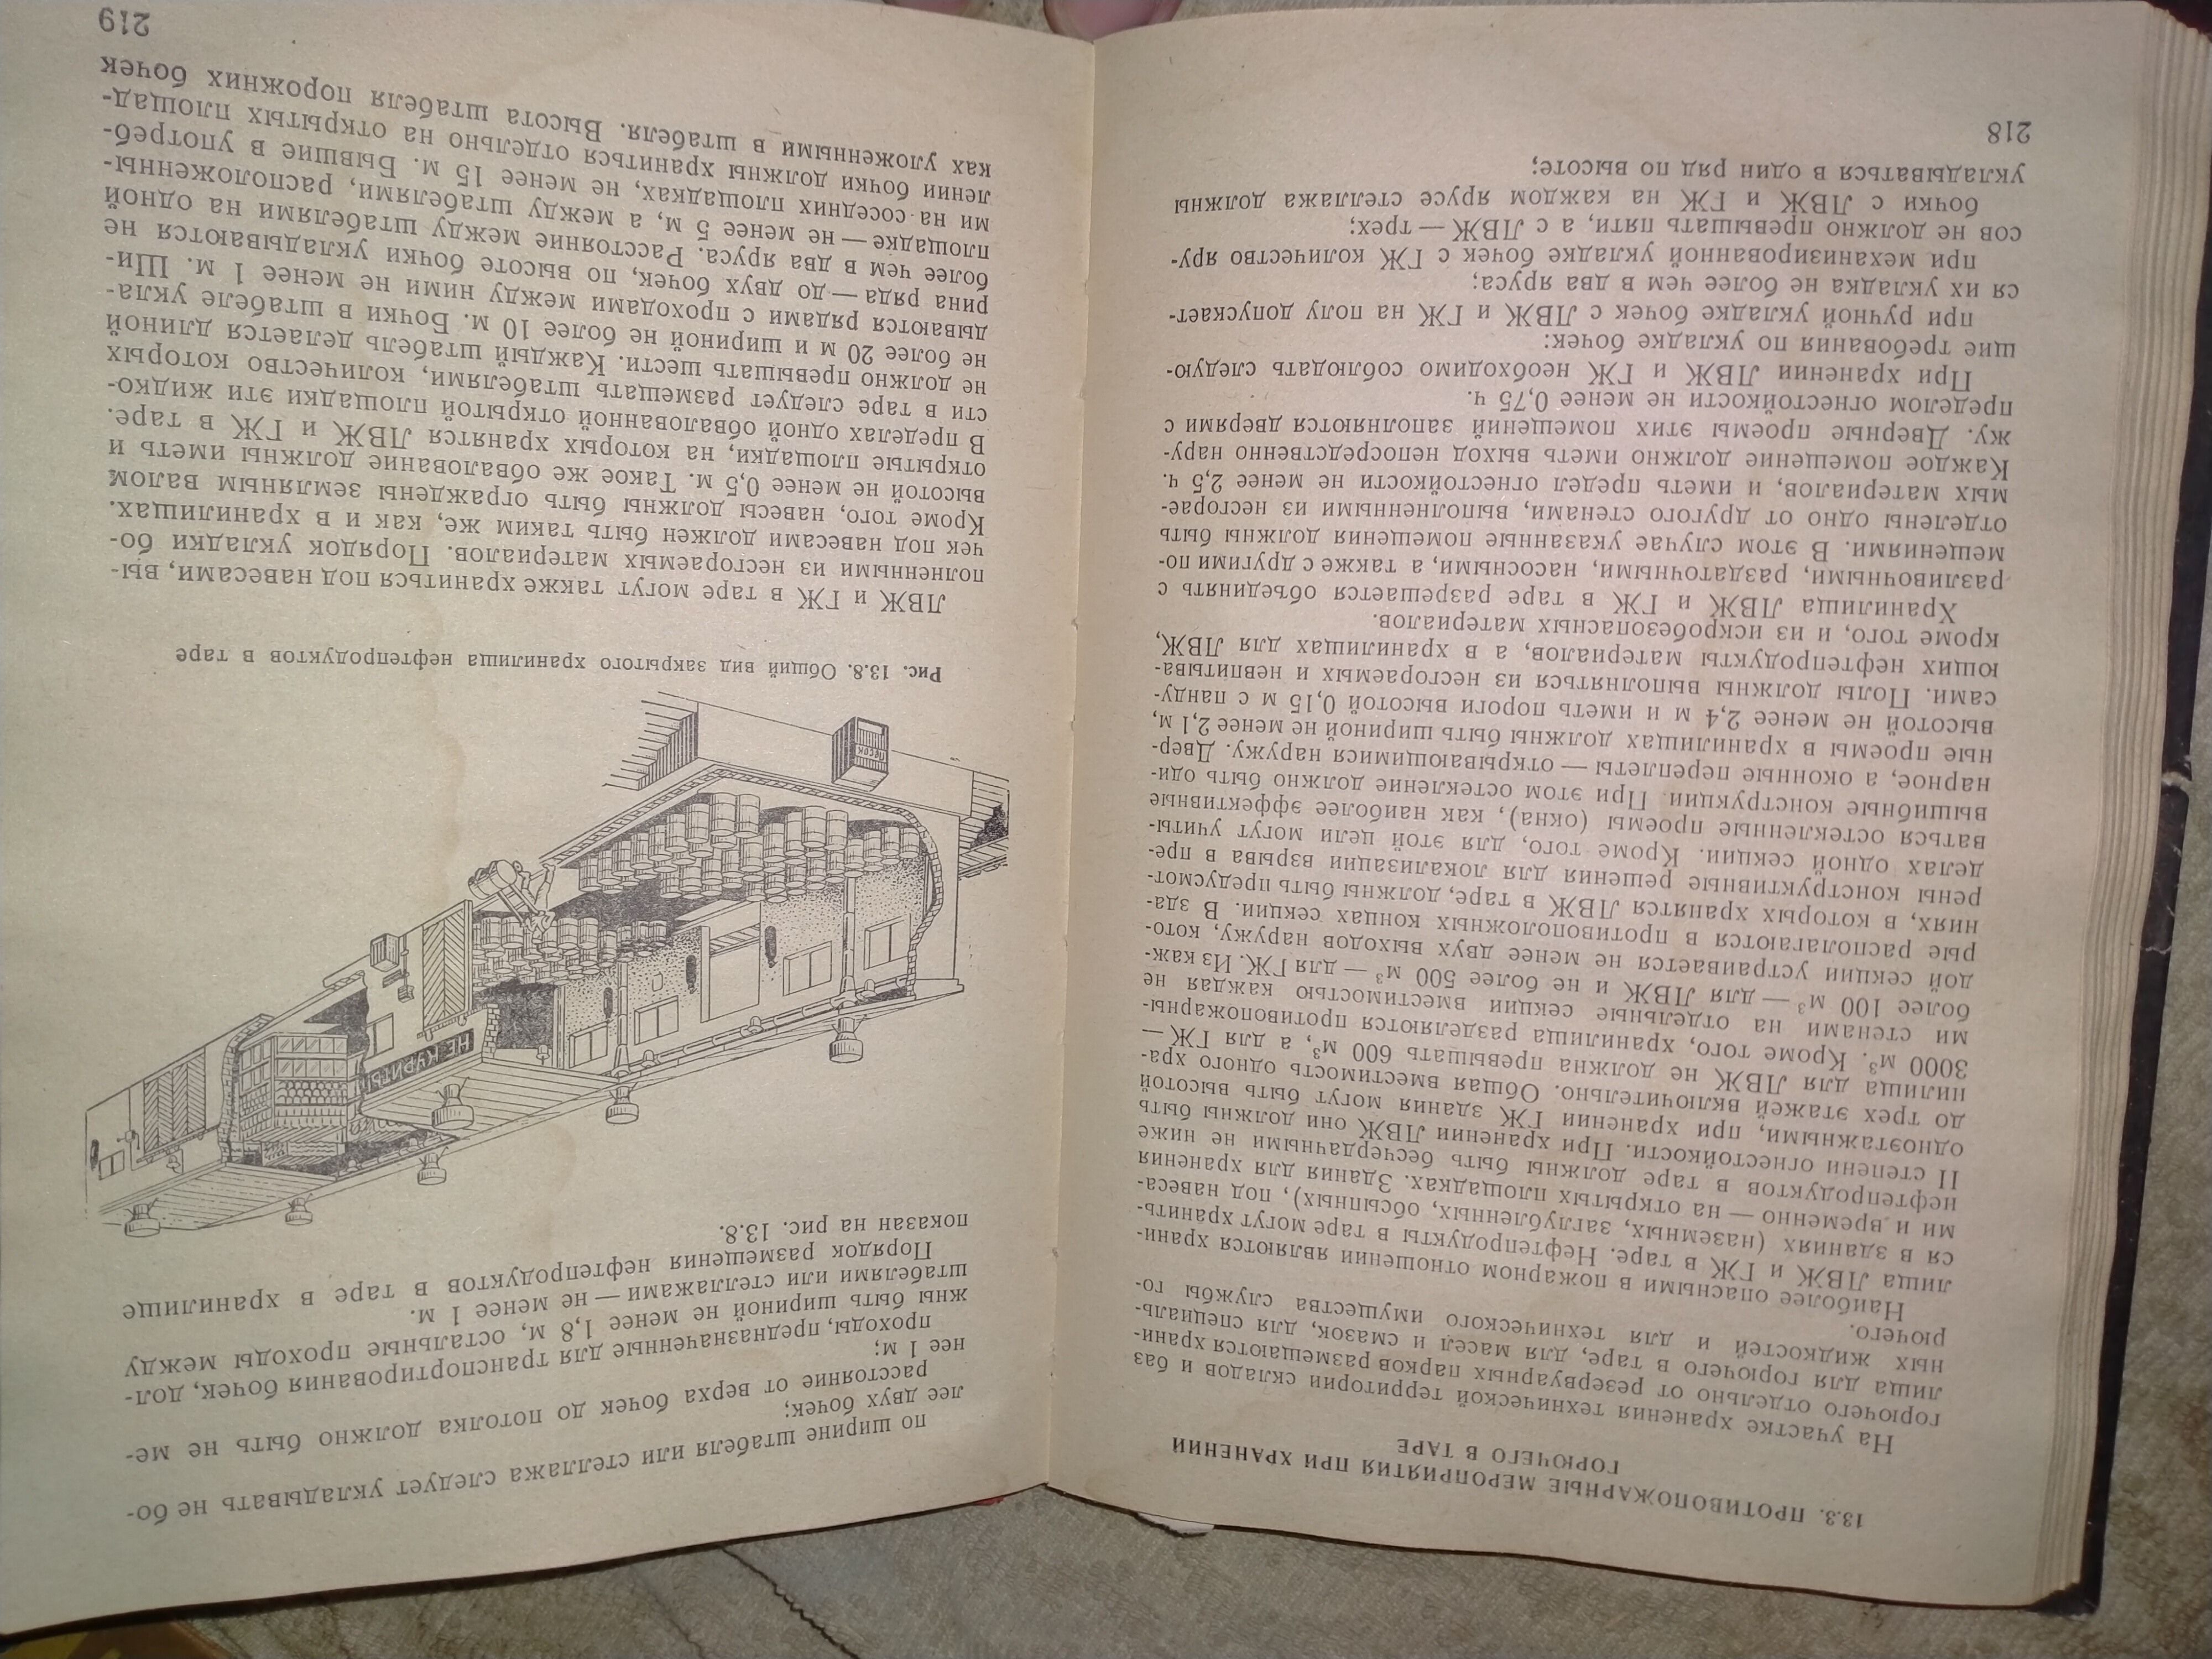 13.3. ПРОТИВОПОЖАРНЫЕ МЕРОПРИЯТИЯ ПРИ ХРАНЕНИИ
ГОРЮЧЕГО В ТАРЕ
На участке хранения технической территории складов и баз
горючего отдельно от резервуарных парков размещаются храни-
лища для горючего в таре, для масел и смазок, для специаль-
ных жидкостей и для технического имущества службы го-
рючего.
Наиболее опасными в пожарном отношении являются храни-
лища ЛВЖ и ГЖ в таре. Нефтепродукты в таре могут хранить-
ся в зданиях (наземных, заглубленных, обсыпных), под навеса-
ми и временно — на открытых площадках. Здания для хранения
нефтепродуктов в таре должны быть бесчердачными не ниже
II степени огнестойкости. При хранении ЛВЖ они должны быть
одноэтажными, при хранении ГЖ здания могут быть высотой
до трех этажей включительно. Общая вместимость одного хра-
нилища для ЛВЖ не должна превышать 600 м³, а для ГЖ —
3000 м³. Кроме того, хранилища разделяются противопожарны-
ми стенами на отдельные секции вместимостью каждая не
более 100 м³ — для ЛВЖ и не более 500 м³ — для ГЖ. Из каж-
дой секции устраивается не менее двух выходов наружу, кото-
рые располагаются в противоположных концах секции. В зда-
ниях, в которых хранятся ЛВЖ в таре, должны быть предусмот-
рены конструктивные решения для локализации взрыва в пре-
делах одной секции. Кроме того, для этой цели могут учиты-
ваться остекленные проемы (окна), как наиболее эффективные
вышибные конструкции. При этом остекление должно быть оди-
нарное, а оконные переплеты — открывающимися наружу. Двер-
ные проемы в хранилищах должны быть шириной не менее 2,1 м,
высотой не менее 2,4 м и иметь пороги высотой 0,15 м с панду-
сами. Полы должны выполняться из несгораемых и невпитыва-
ющих нефтепродукты материалов, а в хранилищах для ЛВЖ,
кроме того, и из искробезопасных материалов.
Хранилища ЛВЖ и ГЖ в таре разрешается объединять с
разливочными, раздаточными, насосными, а также с другими по-
мещениями. В этом случае указанные помещения должны быть
отделены одно от другого стенами, выполненными из несгорае-
мых материалов, и иметь предел огнестойкости не менее 2,5 ч.
Каждое помещение должно иметь выход непосредственно нару-
жу. Дверные проемы этих помещений заполняются дверями с
пределом огнестойкости не менее 0,75 ч.
При хранении ЛВЖ и ГЖ необходимо соблюдать следую-
щие требования по укладке бочек:
при ручной укладке бочек с ЛВЖ и ГЖ на полу допускает-
ся их укладка не более чем в два яруса;
при механизированной укладке бочек с ГЖ количество яру-
сов не должно превышать пяти, а с ЛВЖ — трех;
бочки с ЛВЖ и ГЖ на каждом ярусе стеллажа должны
укладываться в один ряд по высоте;
218
по ширине штабеля или стеллажа следует укладывать не бо-
лее двух бочек;
расстояние от верха бочек до потолка должно быть не ме-
нее 1 м;
проходы, предназначенные для транспортирования бочек, дол-
жны быть шириной не менее 1,8 м, остальные проходы между
штабелями или стеллажами — не менее 1 м.
Порядок размещения нефтепродуктов в таре в хранилище
показан на рис. 13.8.
НЕ КАНТ
ПЕСОК
Рис. 13.8. Общий вид закрытого хранилища нефтепродуктов в таре
ЛВЖ и ГЖ в таре могут также храниться под навесами, вы-
полненными из несгораемых материалов. Порядок укладки бо-
чек под навесами должен быть таким же, как и в хранилищах.
Кроме того, навесы должны быть ограждены земляным валом
высотой не менее 0,5 м. Такое же обвалование должны иметь и
открытые площадки, на которых хранятся ЛВЖ и ГЖ в таре.
В пределах одной обвалованной открытой площадки эти жидко-
сти в таре следует размещать штабелями, количество которых
не должно превышать шести. Каждый штабель делается длиной
не более 20 м и шириной не более 10 м. Бочки в штабеле укла-
дываются рядами с проходами между ними не менее 1 м. Ши-
рина ряда — до двух бочек, по высоте бочки укладываются не
более чем в два яруса. Расстояние между штабелями на одной
площадке — не менее 5 м, а между штабелями, расположенны-
ми на соседних площадках, не менее 15 м. Бывшие в употреб-
лении бочки должны храниться отдельно на открытых площад-
ках уложенными в штабеля. Высота штабеля порожних бочек
219